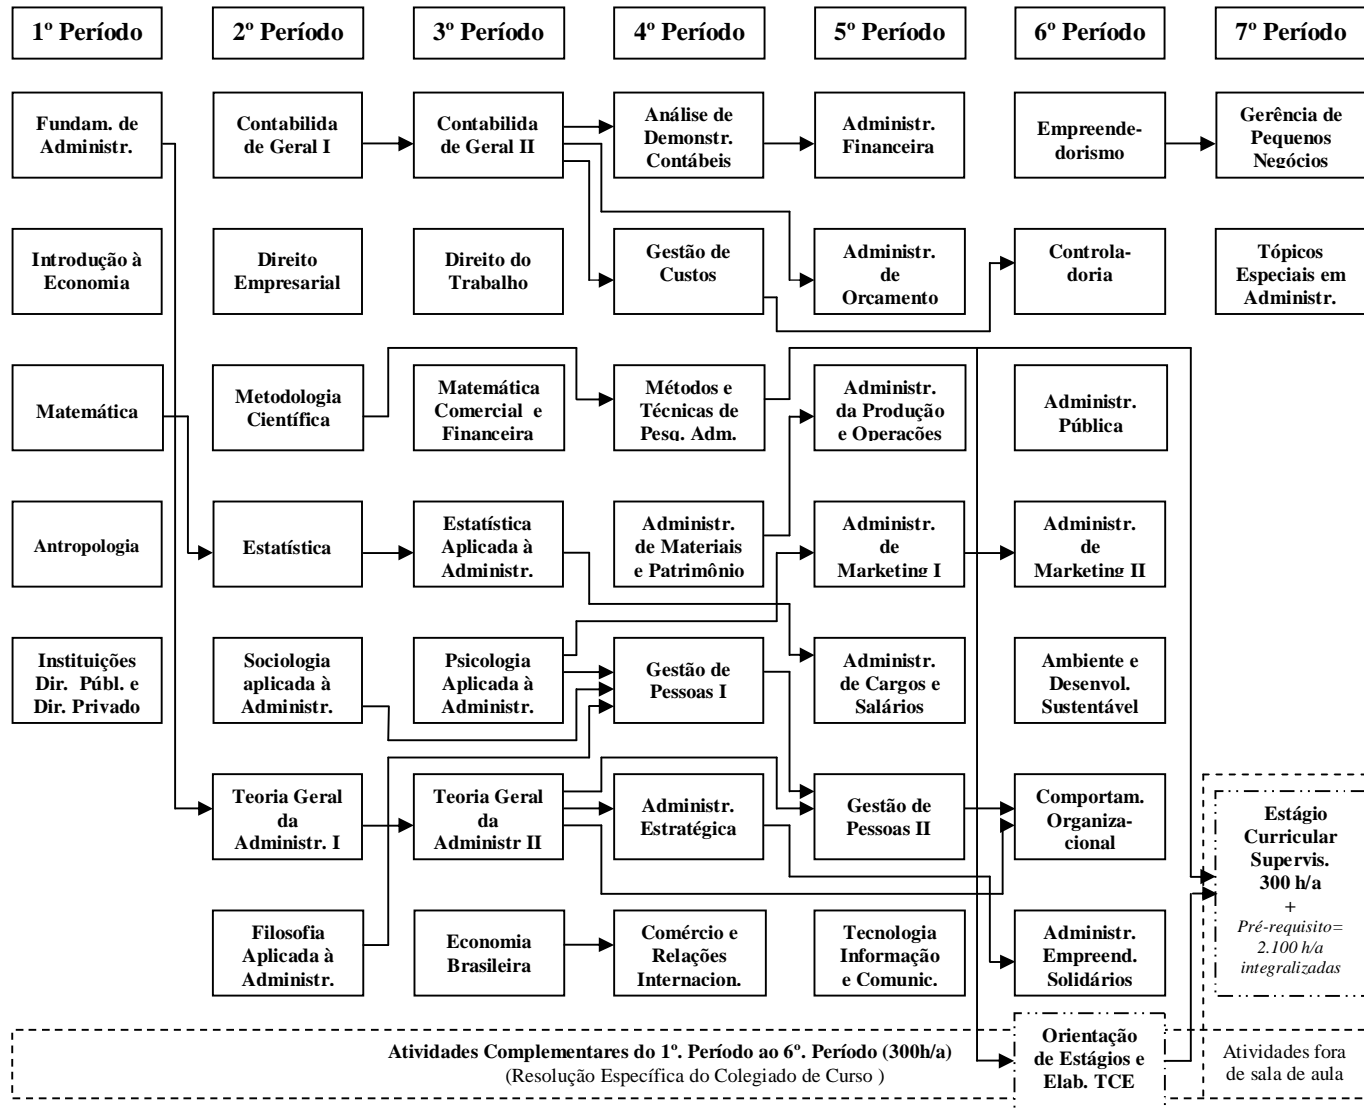 1º Período
2º Período
3º Período
4º Período
5º Período
6º Período
7º Período
Fundam. de
Administr.
Contabilida
de Geral I
Contabilida
de Geral II
Análise de
Demonstr.
Contábeis
Administr.
Financeira
Empreende-
dorismo
Gerência de
Pequenos
Negócios
Introdução à
Economia
Direito
Empresarial
Direito do
Trabalho
Gestão de
Custos
Administr.
de
Orçamento
Controla-
doria
Tópicos
Especiais em
Administr.
Matemática
Metodologia
Científica
Matemática
Comercial e
Financeira
Métodos e
Técnicas de
Pesq. Adm.
Administr.
da Produção
e Operações
Administr.
Pública
Antropologia
Estatística
Estatística
Aplicada à
Administr.
Administr.
de Materiais
e Patrimônio
Administr.
de
Marketing I
Administr.
de
Marketing II
Instituições
Dir. Públ. e
Dir. Privado
Sociologia
aplicada à
Administr.
Psicologia
Aplicada à
Administr.
Gestão de
Pessoas I
Administr.
de Cargos e
Salários
Ambiente e
Desenvol.
Sustentável
Teoria Geral
da
Administr. I
Teoria Geral
da
Administr II
Administr.
Estratégica
Gestão de
Pessoas II
Comportam.
Organiza-
cional
Estágio
Curricular
Supervis.
300 h/a
+
Pré-requisito=
2.100 h/a
integralizadas
Filosofia
Aplicada à
Administr.
Economia
Brasileira
Comércio e
Relações
Internacion.
Tecnologia
Informação
e Comunic.
Administr.
Empreend.
Solidários
Atividades Complementares do 1º. Período ao 6º. Período (300h/a)
(Resolução Específica do Colegiado de Curso )
Orientação
de Estágios e
Elab. TCE
Atividades fora
de sala de aula